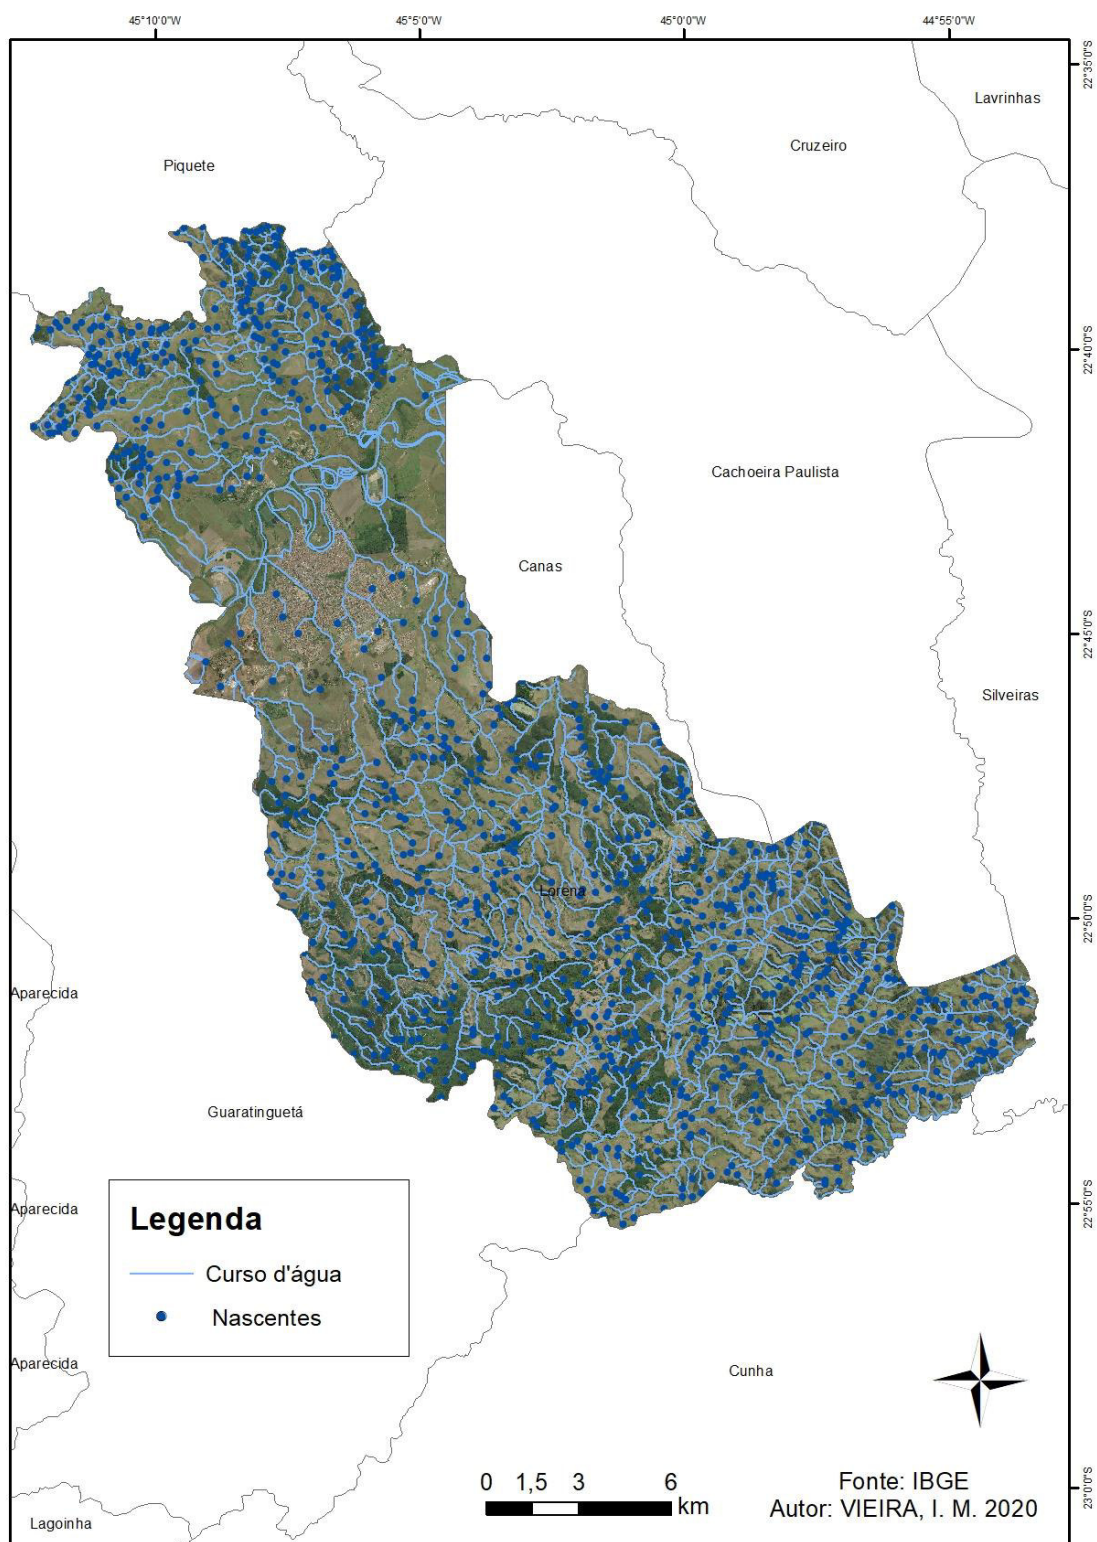 45°10'0"W
45°5'0"W
45°0'0"W
44°55'0"W
22°35'0"S
Lavrinhas
Cruzeiro
Piquete
22°40'0"S
Cachoeira Paulista
Canas
22°45'0"S
Silveiras
Lorena
22°50'0"S
Aparecida
Guaratinguetá
Aparecida
22°55'0"S
Legenda
Curso d'água
Nascentes
Aparecida
Cunha
0 1,5 3 6
km
Fonte: IBGE
Autor: VIEIRA, I. M. 2020
23°0'0"S
Lagoinha